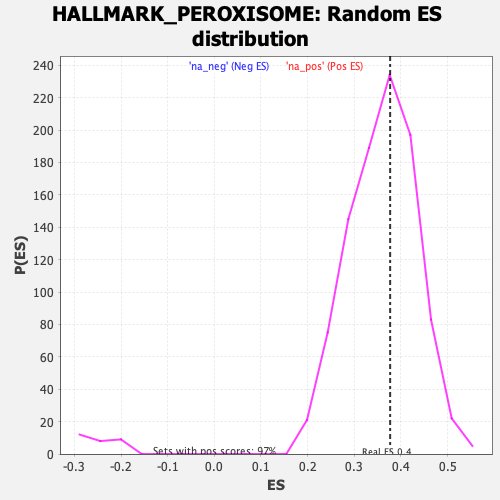 HALLMARK_PEROXISOME: Random ES
distribution
'na_neg' (Neg ES) 'na_pos' (Pos ES)
240
220
200
180
160
140
120
100
80
60
40
20
0
P(ES)
Sets with pos scores: 97%
Real ES 0.4
-0.3 -0.2 -0.1 0.0 0.1 0.2 0.3 0.4 0.5
ES